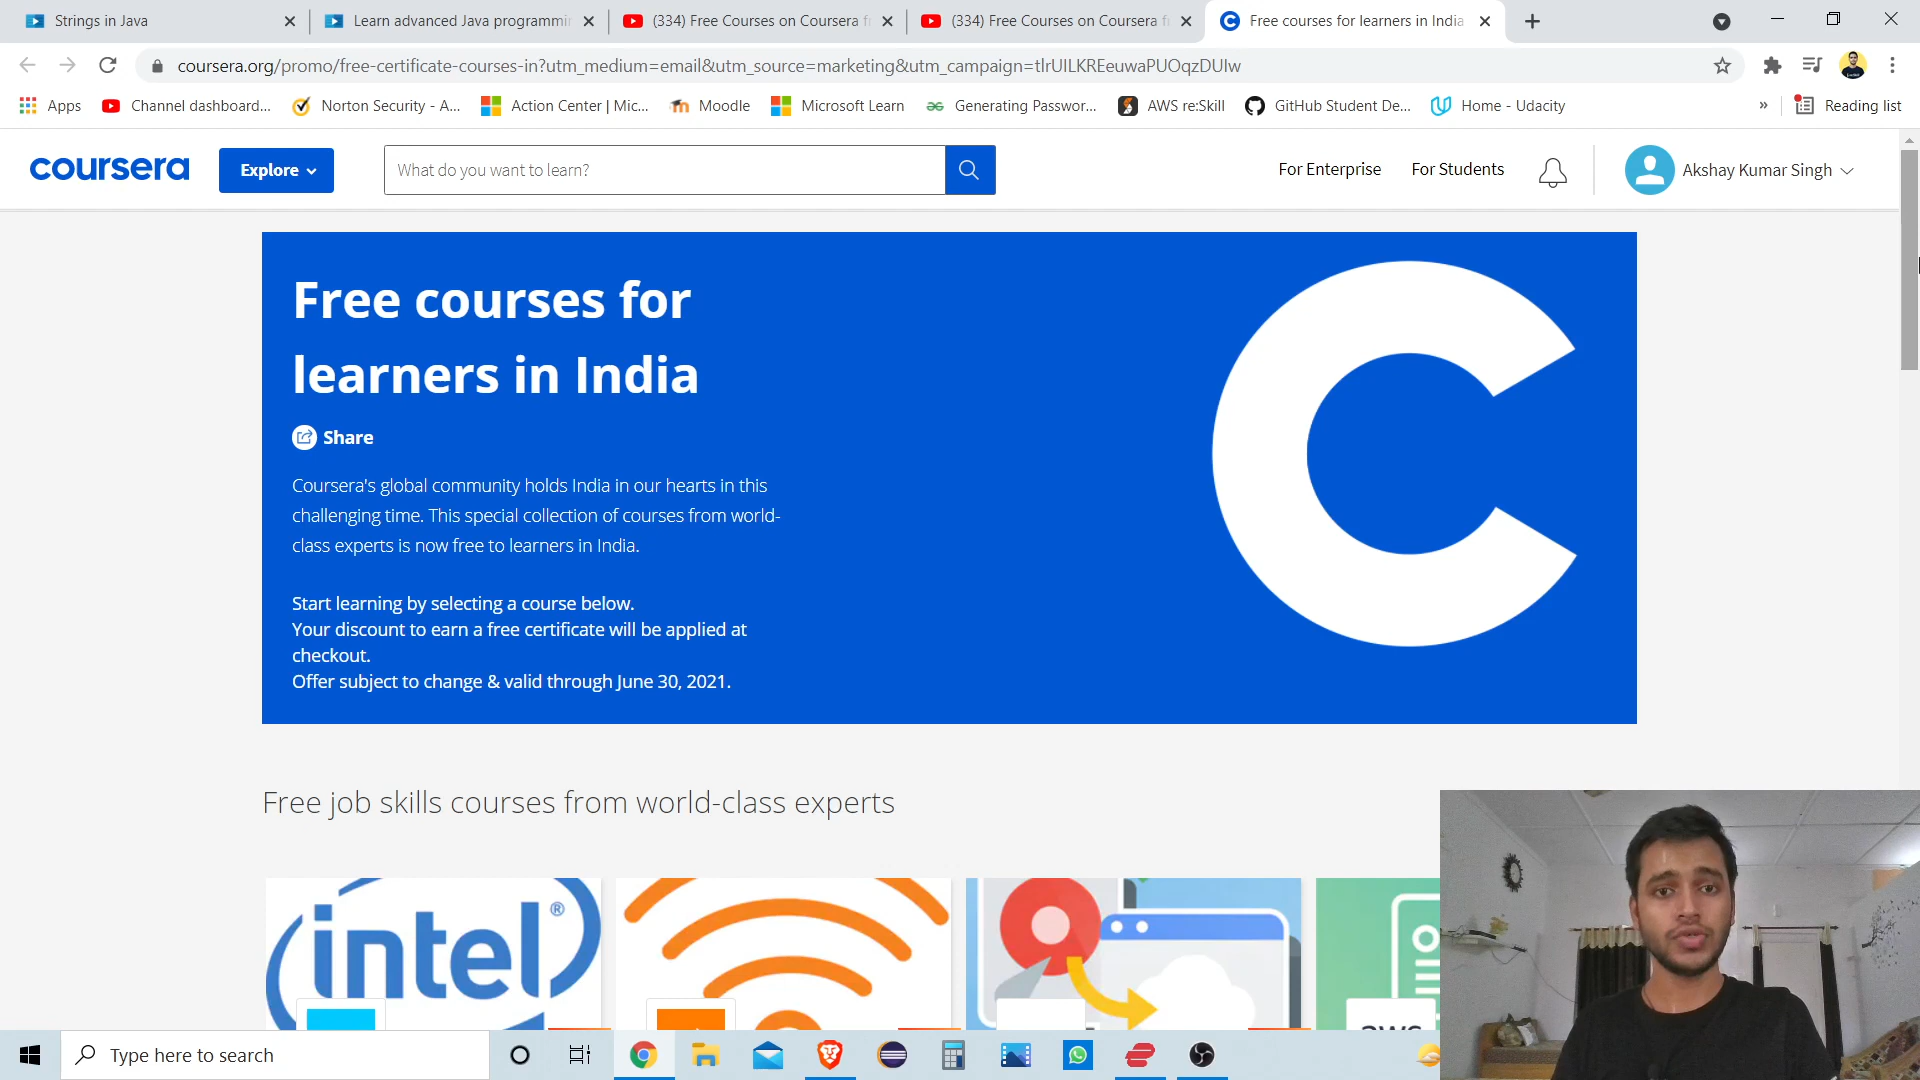 Strings in Java
Learn advanced Java programmin
(334) Free Courses on Coursera f
(334) Free Courses on Coursera f
Free courses for learners in India
coursera.org/promo/free-certificate-courses-in?utm_medium=email&utm_source=marketing&utm_campaign=tlrUILKREeuwaPUOqzDUlw
Apps
Channel dashboard...
Norton Security - A...
Action Center | Mic...
Moodle
Microsoft Learn
Generating Passwor...
AWS re:Skill
GitHub Student De...
Home - Udacity
»
Reading list
coursera
Explore
What do you want to learn?
For Enterprise
For Students
Akshay Kumar Singh
Free courses for
learners in India
Share
Coursera's global community holds India in our hearts in this
challenging time. This special collection of courses from world-
class experts is now free to learners in India.
Start learning by selecting a course below.
Your discount to earn a free certificate will be applied at
checkout.
Offer subject to change & valid through June 30, 2021.
Free job skills courses from world-class experts
intel®
aws
Type here to search